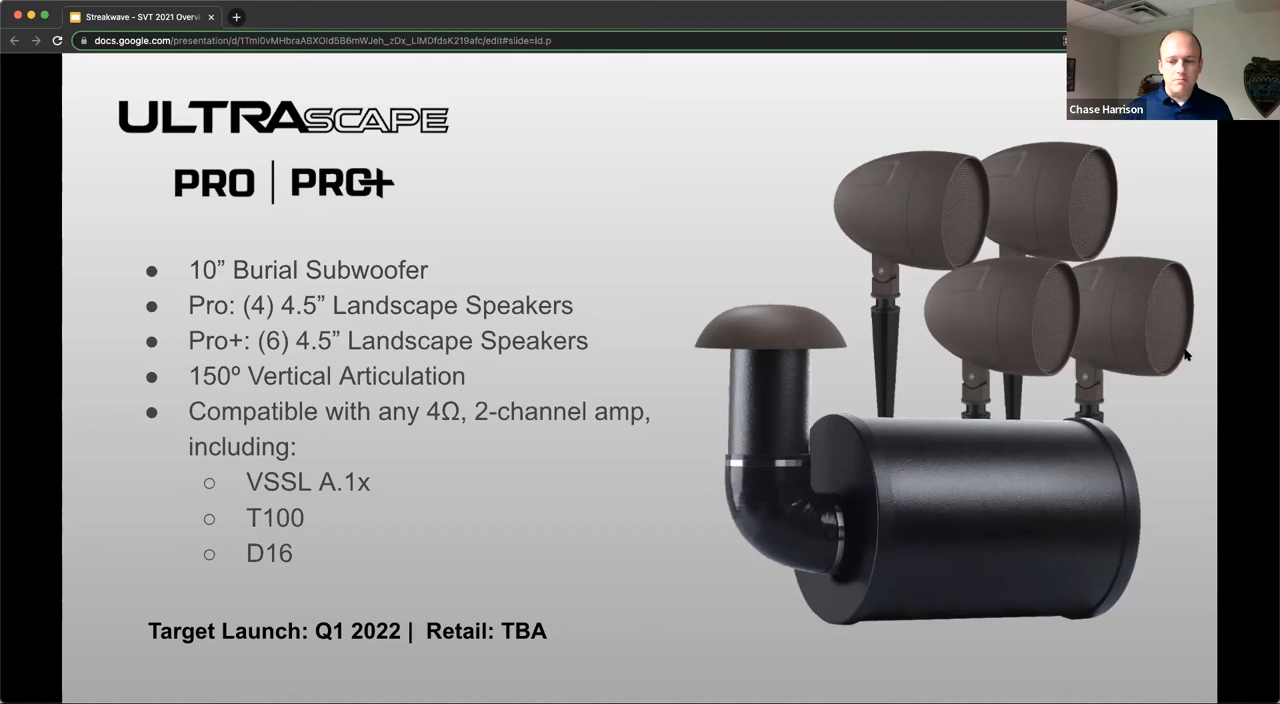 Streakwave - SVT 2021 Overvi
docs.google.com/presentation/d/1TmI0vMHbraABXOId5B6mWJeh_zDx_LlMDfdsK219afc/edit#slide=id.p
Chase Harrison
ULTRASCAPE
PRO | PRO+
● 10” Burial Subwoofer
● Pro: (4) 4.5” Landscape Speakers
● Pro+: (6) 4.5” Landscape Speakers
● 150º Vertical Articulation
● Compatible with any 4Ω, 2-channel amp,
including:
○ VSSL A.1x
○ T100
○ D16
Target Launch: Q1 2022 | Retail: TBA